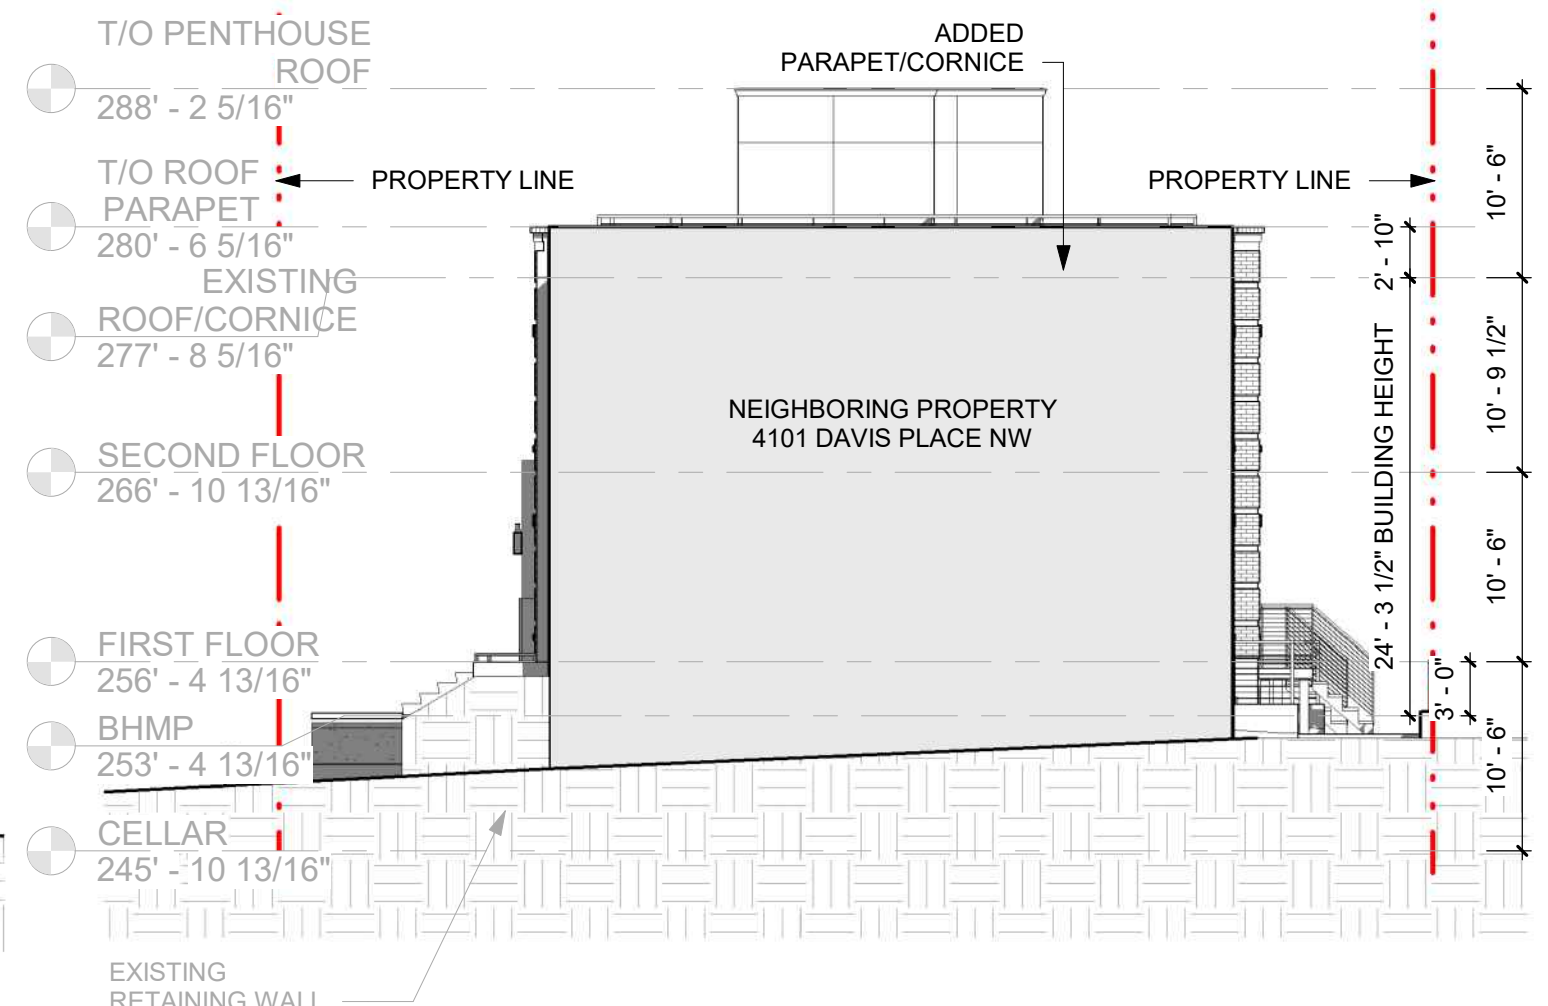 T/O PENTHOUSE
ROOF
288' - 2 5/16"
T/O ROOF
PARAPET
280' - 6 5/16"
EXISTING
ROOF/CORNICE
277' - 8 5/16"
SECOND FLOOR
266' - 10 13/16"
FIRST FLOOR
256' - 4 13/16"
BHMP
253' - 4 13/16"
CELLAR
245' - 10 13/16"
EXISTING
RETAINING WALL
ADDED
PARAPET/CORNICE
PROPERTY LINE
PROPERTY LINE
NEIGHBORING PROPERTY
4101 DAVIS PLACE NW
2' - 10"
24' - 3 1/2" BUILDING HEIGHT
3' - 0"
10' - 6"
10' - 9 1/2"
10' - 6"
10' - 6"